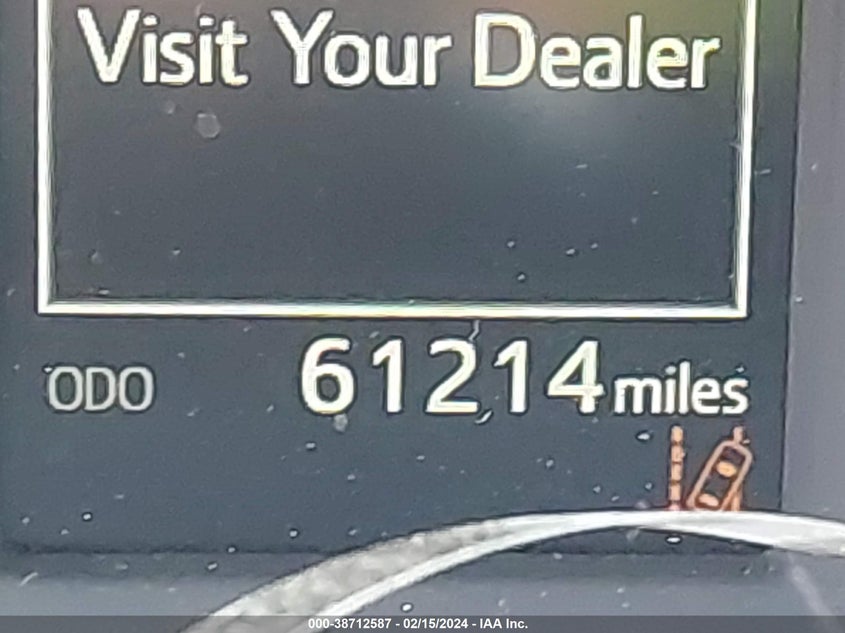 Visit Your Dealer
ODO 61214 miles
000-38712587 - 02/15/2024 - IAA Inc.